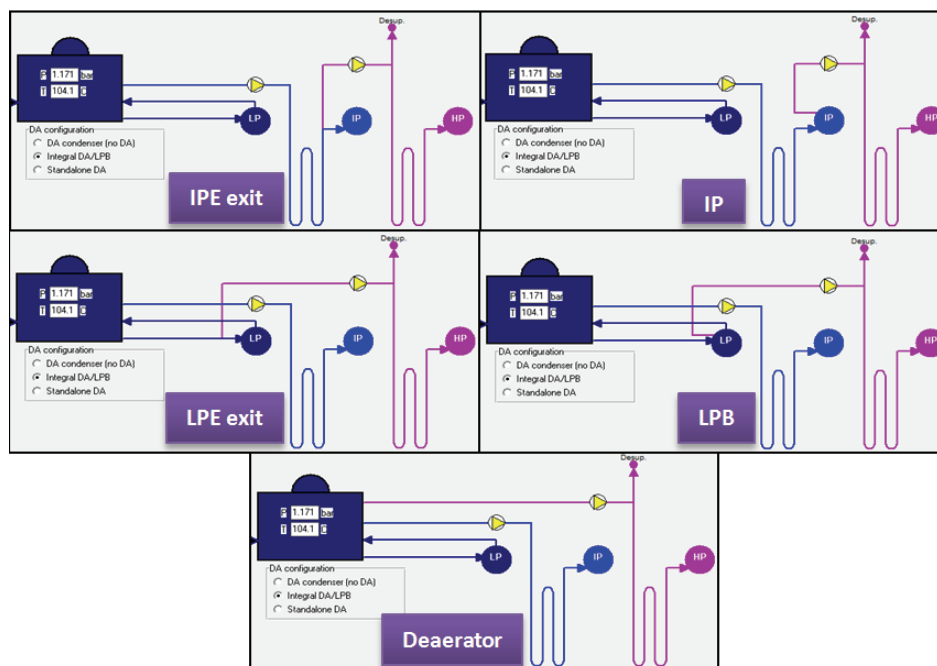 Desup.
P 1.171 bar
T 104.1 C
LP
IP
HP
DA configuration
DA condenser (no DA)
Integral DA/LPB
Standalone DA
IPE exit
Desup.
P 1.171 bar
T 104.1 C
LP
IP
HP
DA configuration
DA condenser (no DA)
Integral DA/LPB
Standalone DA
IP
Desup.
P 1.171 bar
T 104.1 C
LP
IP
HP
DA configuration
DA condenser (no DA)
Integral DA/LPB
Standalone DA
LPE exit
Desup.
P 1.171 bar
T 104.1 C
LP
IP
HP
DA configuration
DA condenser (no DA)
Integral DA/LPB
Standalone DA
LPB
Desup.
P 1.171 bar
T 104.1 C
LP
IP
HP
DA configuration
DA condenser (no DA)
Integral DA/LPB
Standalone DA
Deaerator